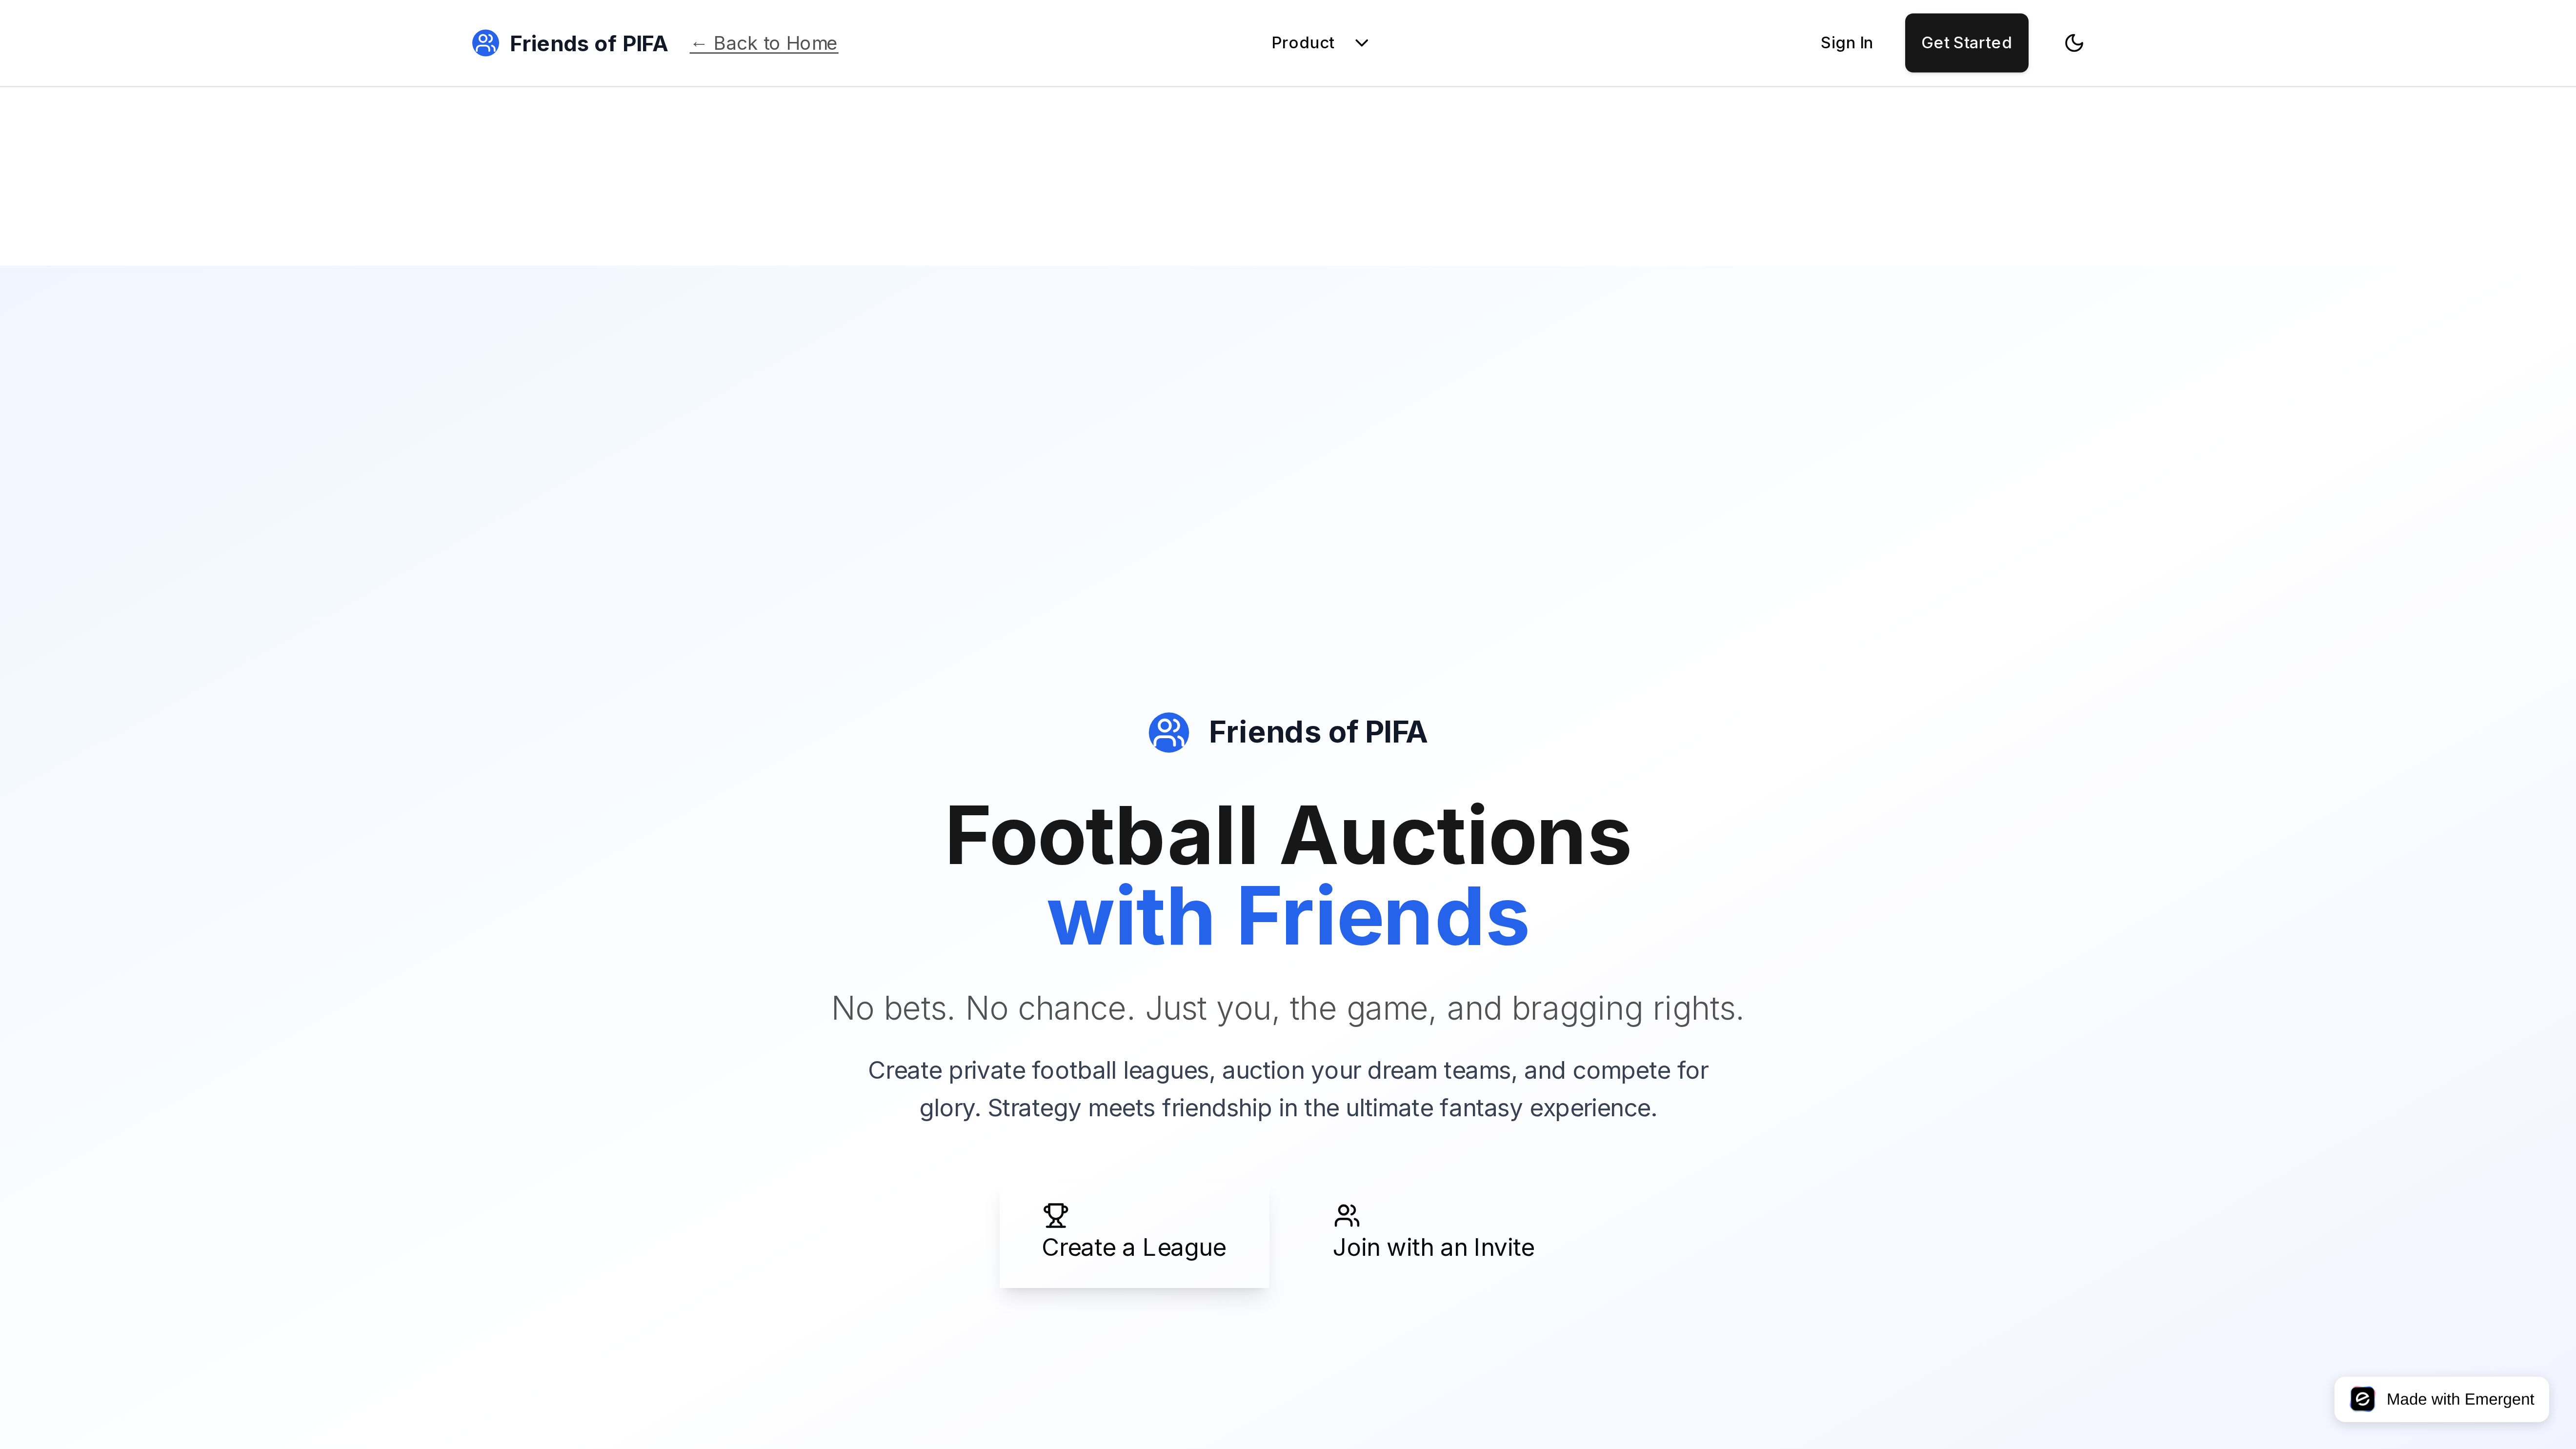 Friends of PIFA
← Back to Home
Product
Sign In
Get Started
Friends of PIFA
Football Auctions
with Friends
No bets. No chance. Just you, the game, and bragging rights.
Create private football leagues, auction your dream teams, and compete for
glory. Strategy meets friendship in the ultimate fantasy experience.
Create a League
Join with an Invite
Made with Emergent